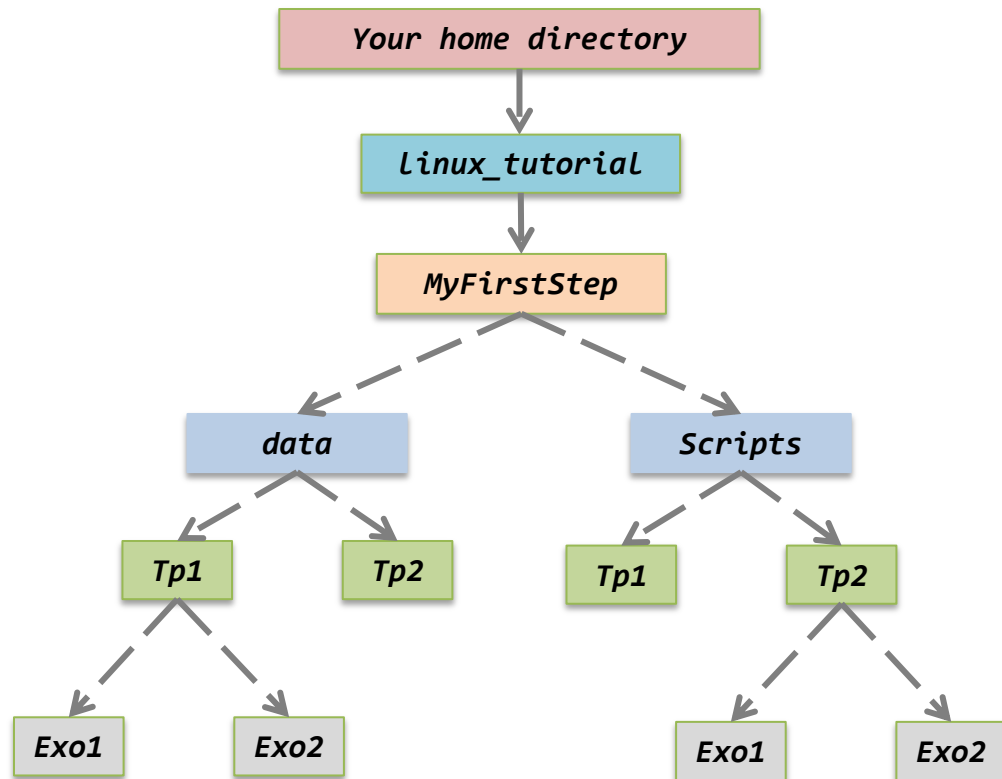 Your home directory
linux_tutorial
MyFirstStep
data
Scripts
Tp1
Tp2
Tp1
Tp2
Exo1
Exo2
Exo1
Exo2